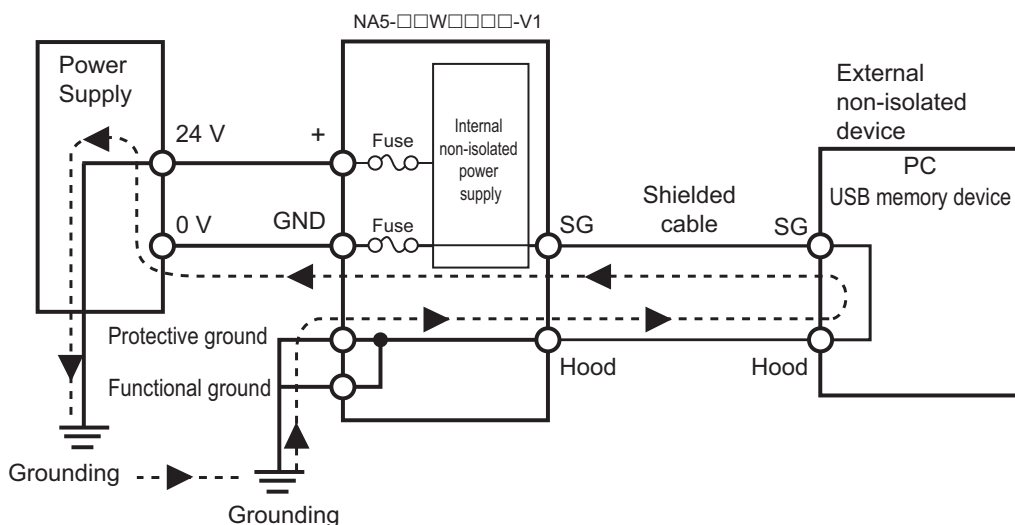 NA5-□□W□□□□-V1
Power
Supply
24 V
+
Fuse
Internal
non-isolated
power
supply
External
non-isolated
device
PC
USB memory device
0 V
GND
Fuse
SG
Shielded
cable
SG
Protective ground
Functional ground
Hood
Hood
Grounding
Grounding